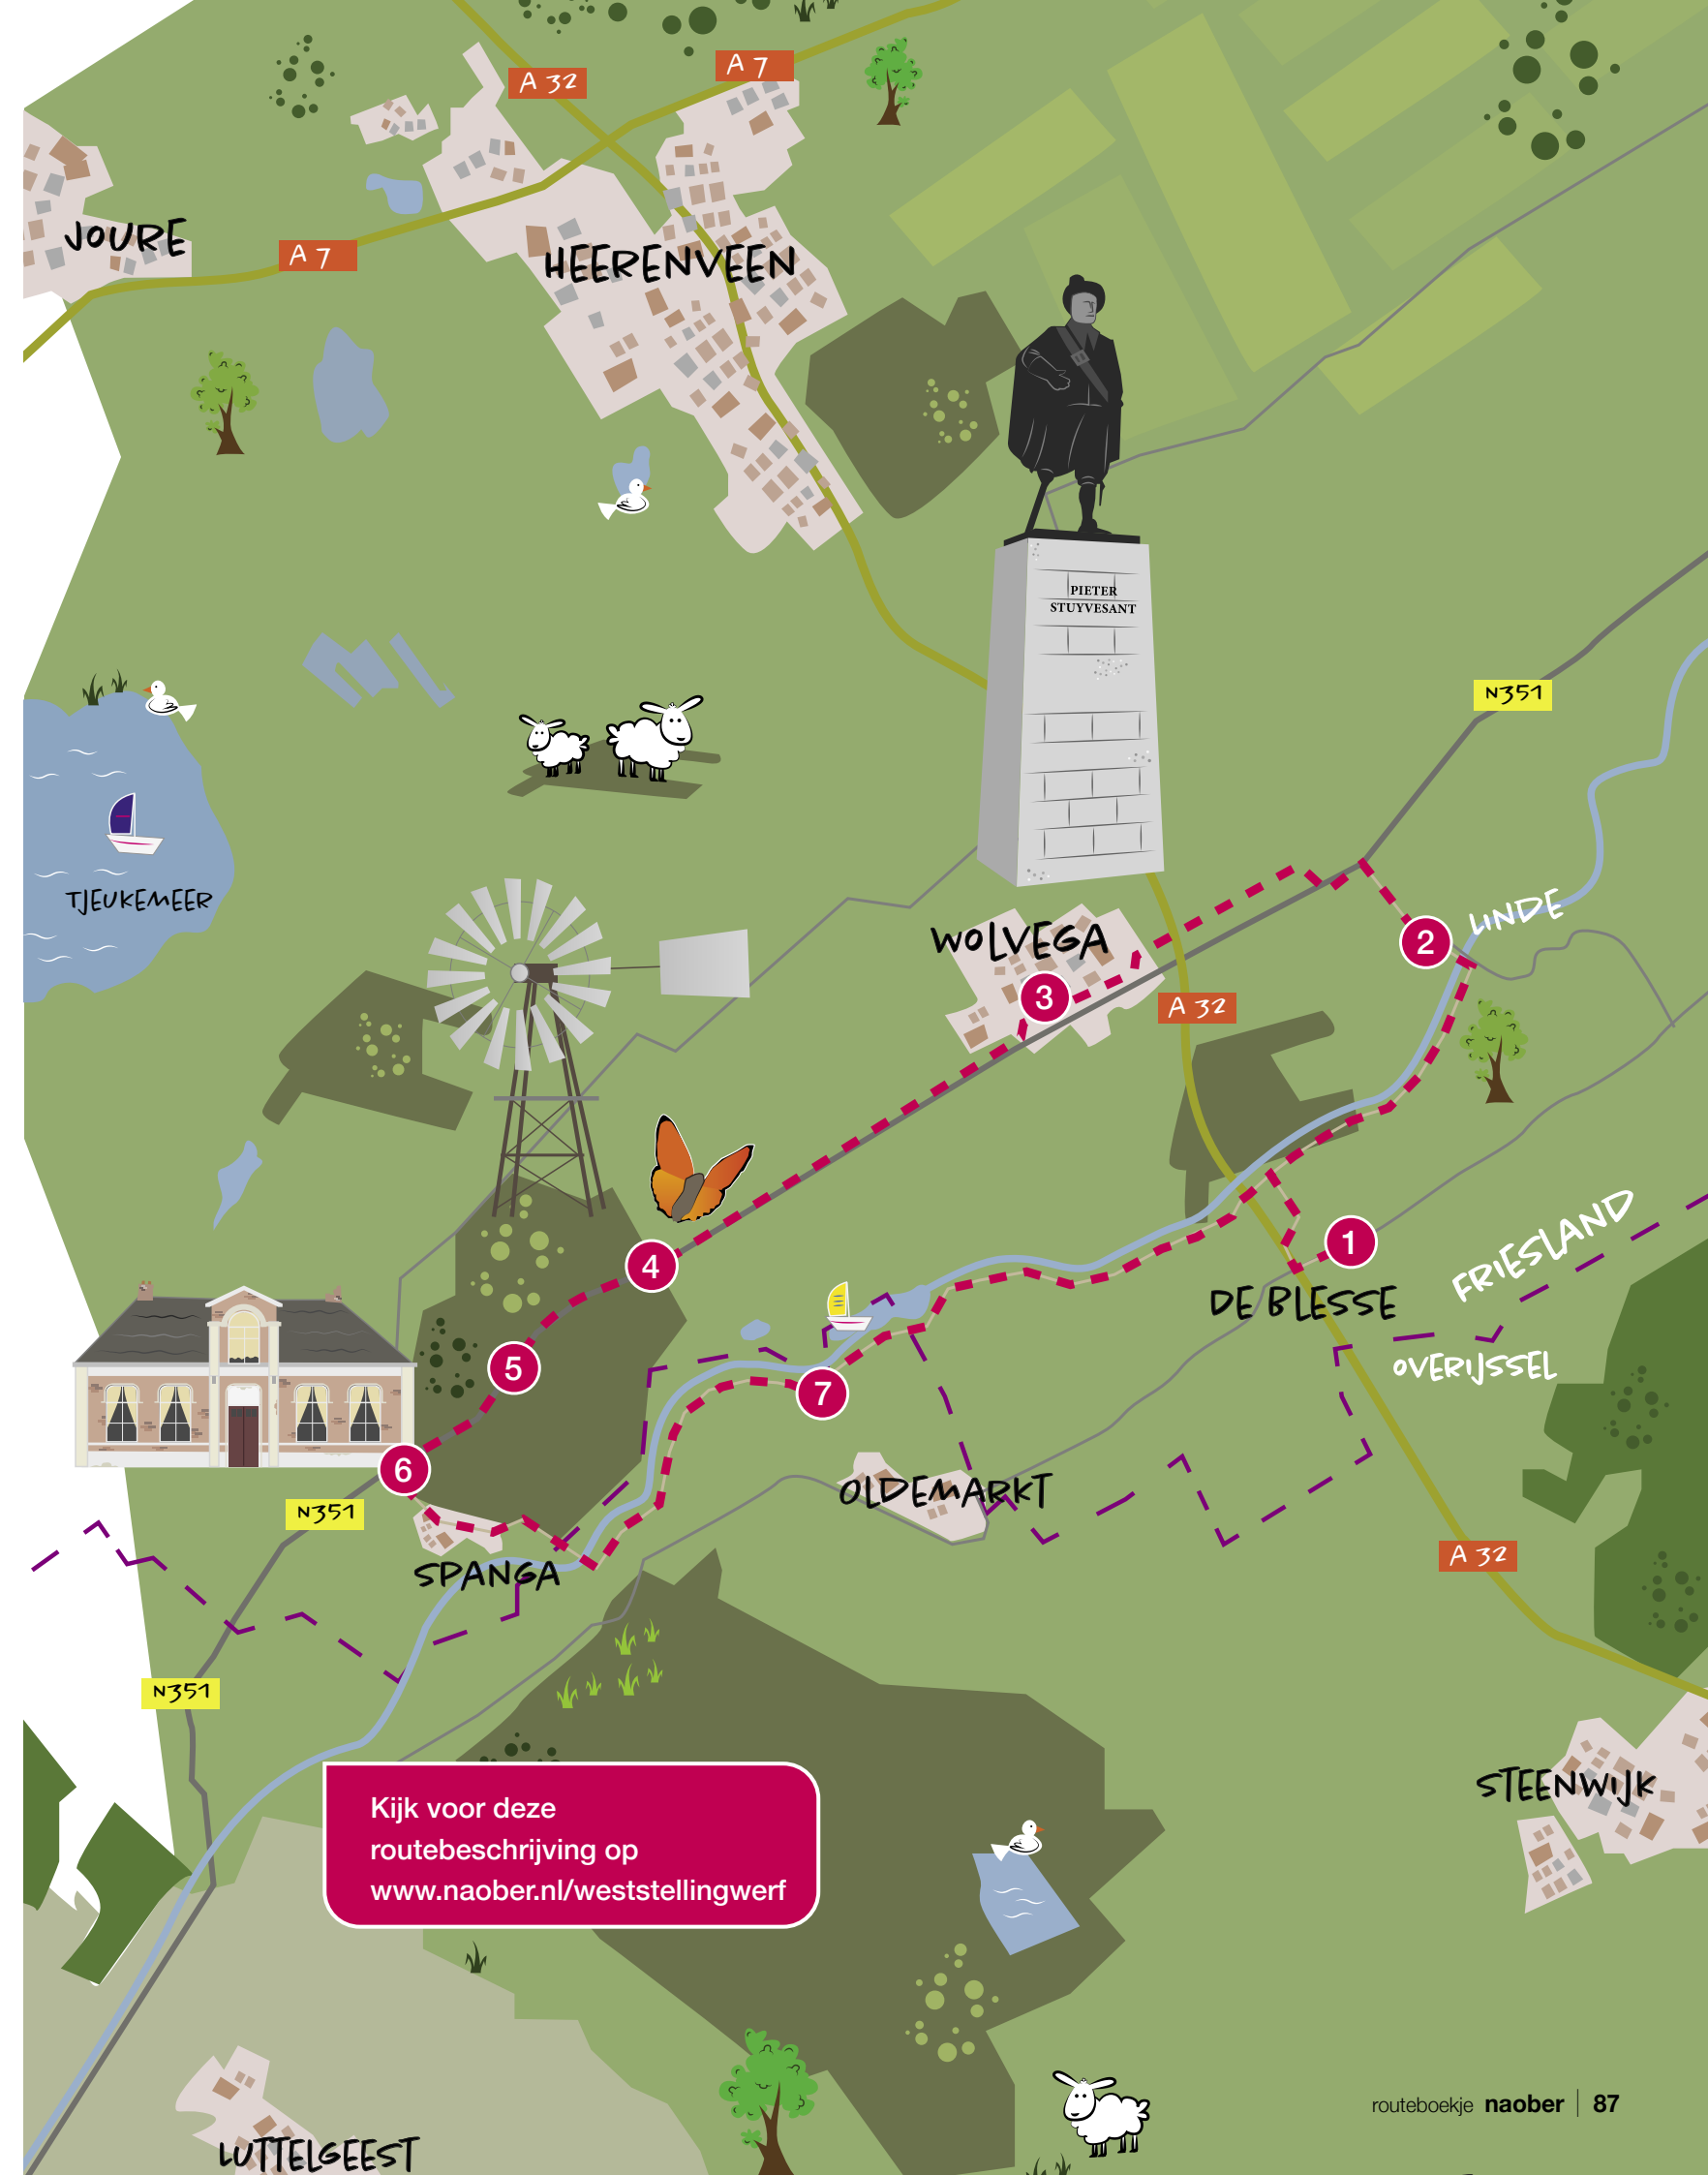 A 32
A 7
JOURE
A 7
HEERENVEEN
PIETER
STUYVESANT
N351
TJEUKEMEER
WOLVEGA
LINDE
2
3
A 32
FRIESLAND
1
4
DE BLESSE
OVERIJSSEL
5
7
6
OLDEMARKT
N351
SPANGA
A 32
N351
STEENWIJK
Kijk voor deze
routebeschrijving op
www.naober.nl/weststellingwerf
routeboekje naober | 87
LUTTELGEEST